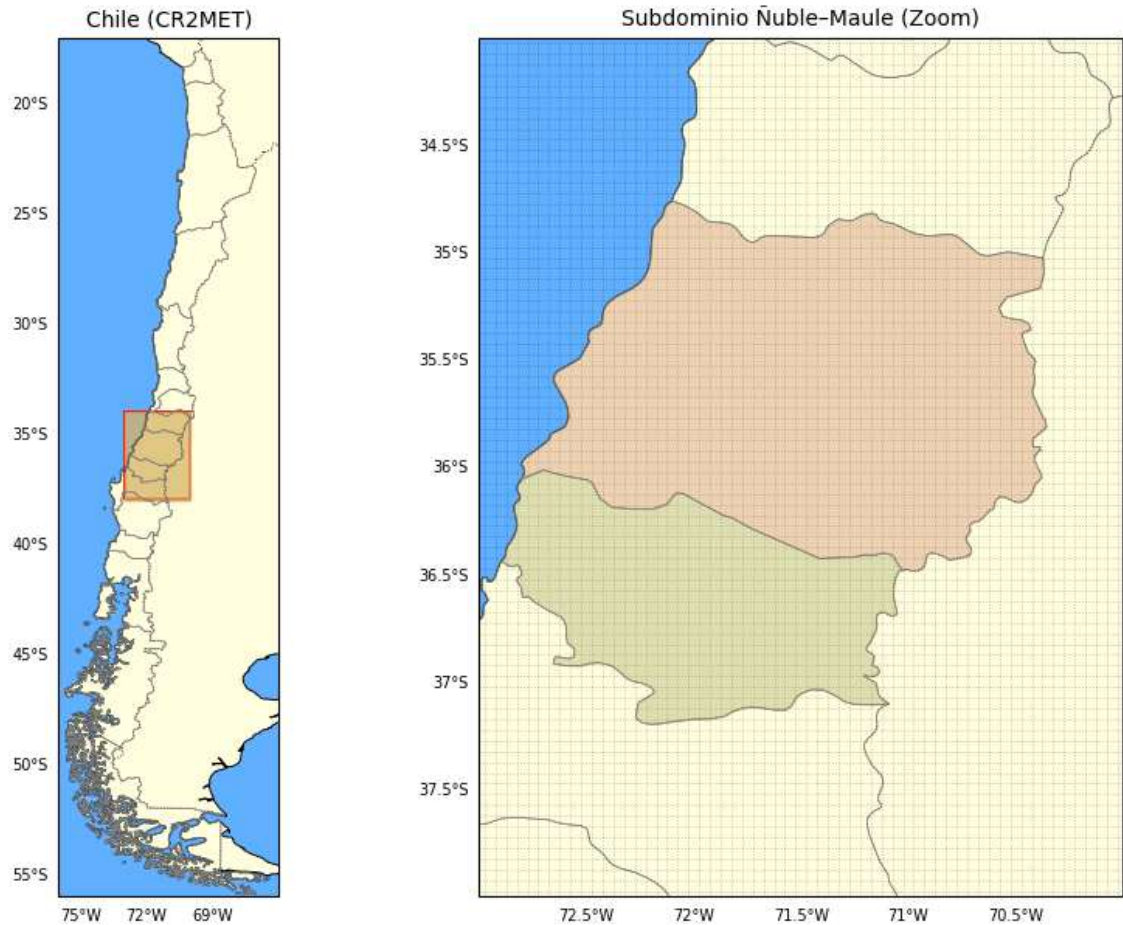 Chile (CR2MET)
20°S
25°S
30°S
35°S
40°S
45°S
50°S
55°S
75°W 72°W 69°W
Subdominio Ñuble–Maule (Zoom)
34.5°S
35°S
35.5°S
36°S
36.5°S
37°S
37.5°S
72.5°W 72°W 71.5°W 71°W 70.5°W